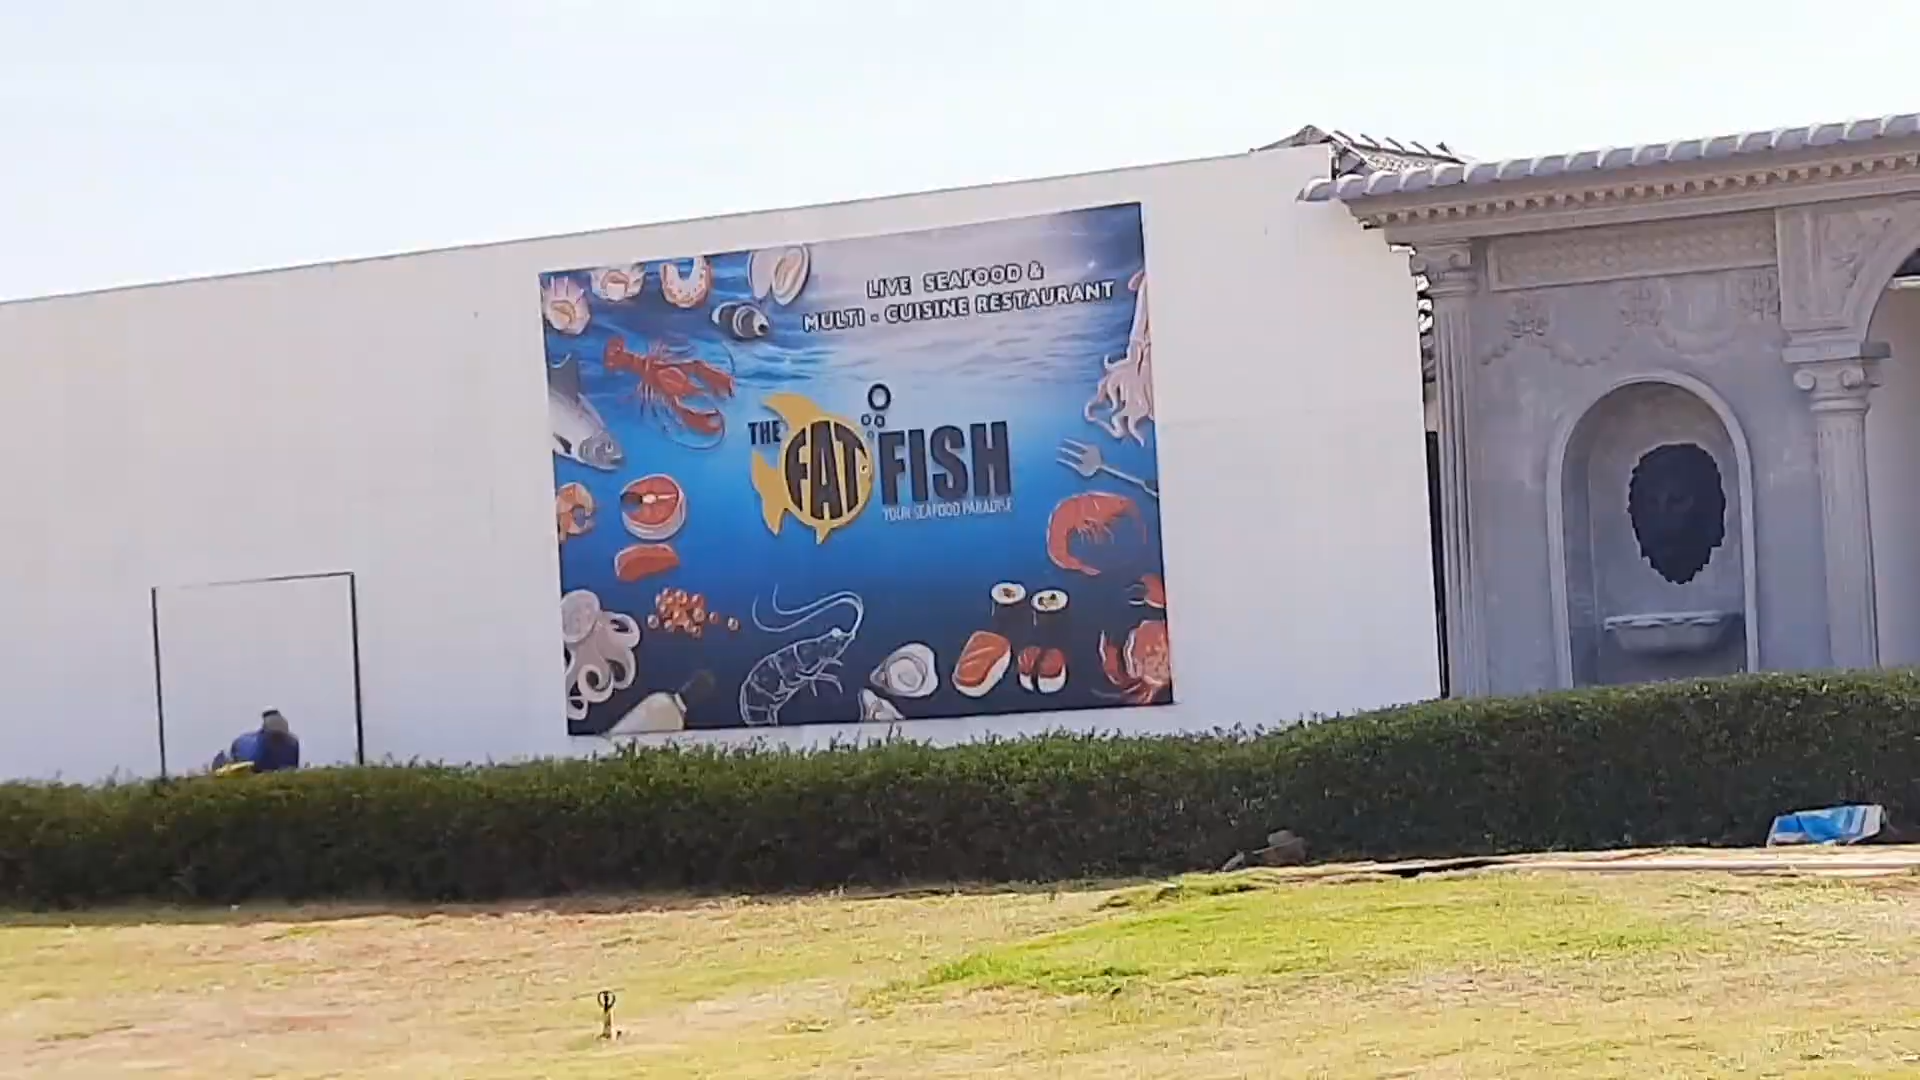 LIVE SEAFOOD &
MULTI - CUISINE RESTAURANT
THE FAT FISH
YOUR SEAFOOD PARADISE